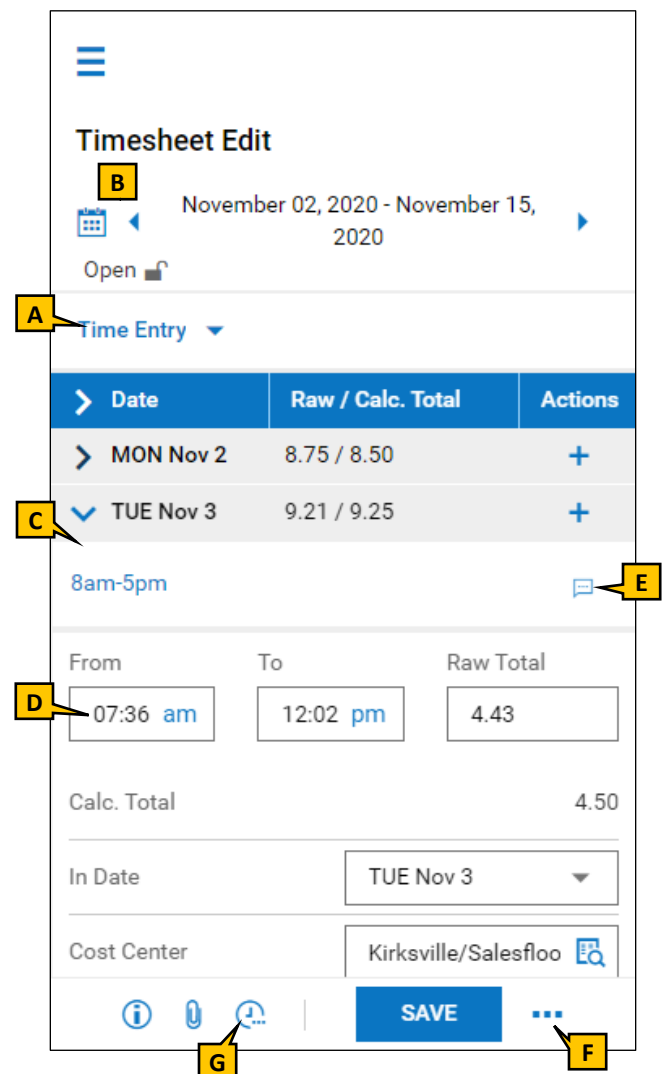 Timesheet Edit
B
November 02, 2020 - November 15,
2020
Open
A
Time Entry
Date Raw / Calc. Total Actions
MON Nov 2 8.75 / 8.50 +
TUE Nov 3 9.21 / 9.25 +
C
8am-5pm
E
From To Raw Total
D
07:36 am 12:02 pm 4.43
Calc. Total 4.50
In Date TUE Nov 3
Cost Center Kirksville/Salesfloo
SAVE
G
F